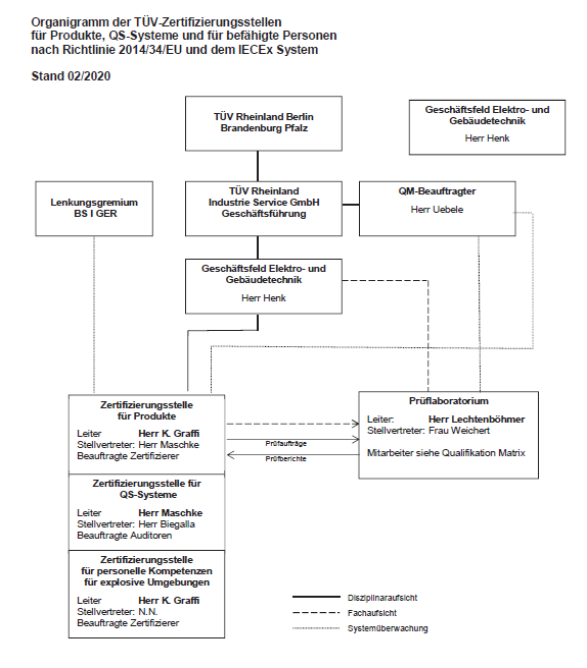 Organigramm der TÜV-Zertifizierungsstellen
für Produkte, QS-Systeme und für befähigte Personen
nach Richtlinie 2014/34/EU und dem IECEx System
Stand 02/2020
TÜV Rheinland Berlin
Brandenburg Pfalz
Geschäftsfeld Elektro- und
Gebäudetechnik
Herr Henk
Lenkungsgremium
BS I GER
TÜV Rheinland
Industrie Service GmbH
Geschäftsführung
QM-Beauftragter
Herr Uebele
Geschäftsfeld Elektro- und
Gebäudetechnik
Herr Henk
Zertifizierungsstelle
für Produkte
Leiter Herr K. Graffi
Stellvertreter: Herr Maschke
Beauftragte Zertifizierer
Prüfaufträge
Prüfberichte
Prüflaboratorium
Leiter: Herr Lechtenböhmer
Stellvertreter: Frau Weichert
Mitarbeiter siehe Qualifikation Matrix
Zertifizierungsstelle für
QS-Systeme
Leiter Herr Maschke
Stellvertreter: Herr Biegalla
Beauftragte Auditoren
Zertifizierungsstelle
für personelle Kompetenzen
für explosive Umgebungen
Leiter Herr K. Graffi
Stellvertreter: N.N.
Beauftragte Zertifizierer
Disziplinaraufsicht
Fachaufsicht
Systemüberwachung